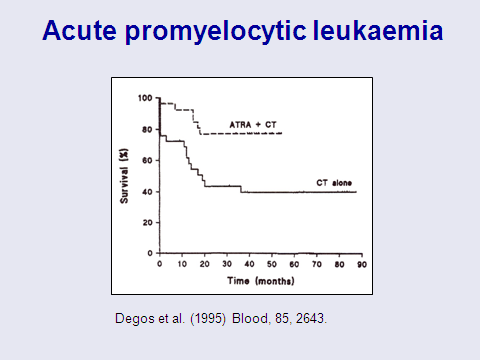 Acute promyelocytic leukaemia
100
80
60
40
20
0
Survival (%)
ATRA + CT
CT alone
0 10 20 30 40 50 60 70 80 90
Time (months)
Degos et al. (1995) Blood, 85, 2643.